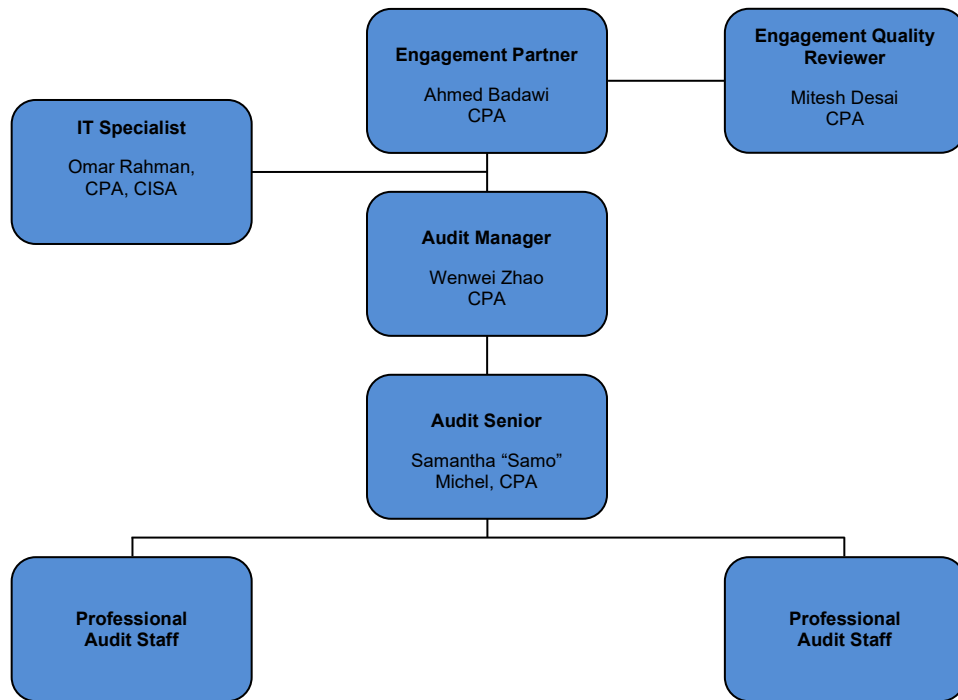 Engagement Partner
Ahmed Badawi
CPA
Engagement Quality
Reviewer
Mitesh Desai
CPA
IT Specialist
Omar Rahman,
CPA, CISA
Audit Manager
Wenwei Zhao
CPA
Audit Senior
Samantha “Samo”
Michel, CPA
Professional
Audit Staff
Professional
Audit Staff